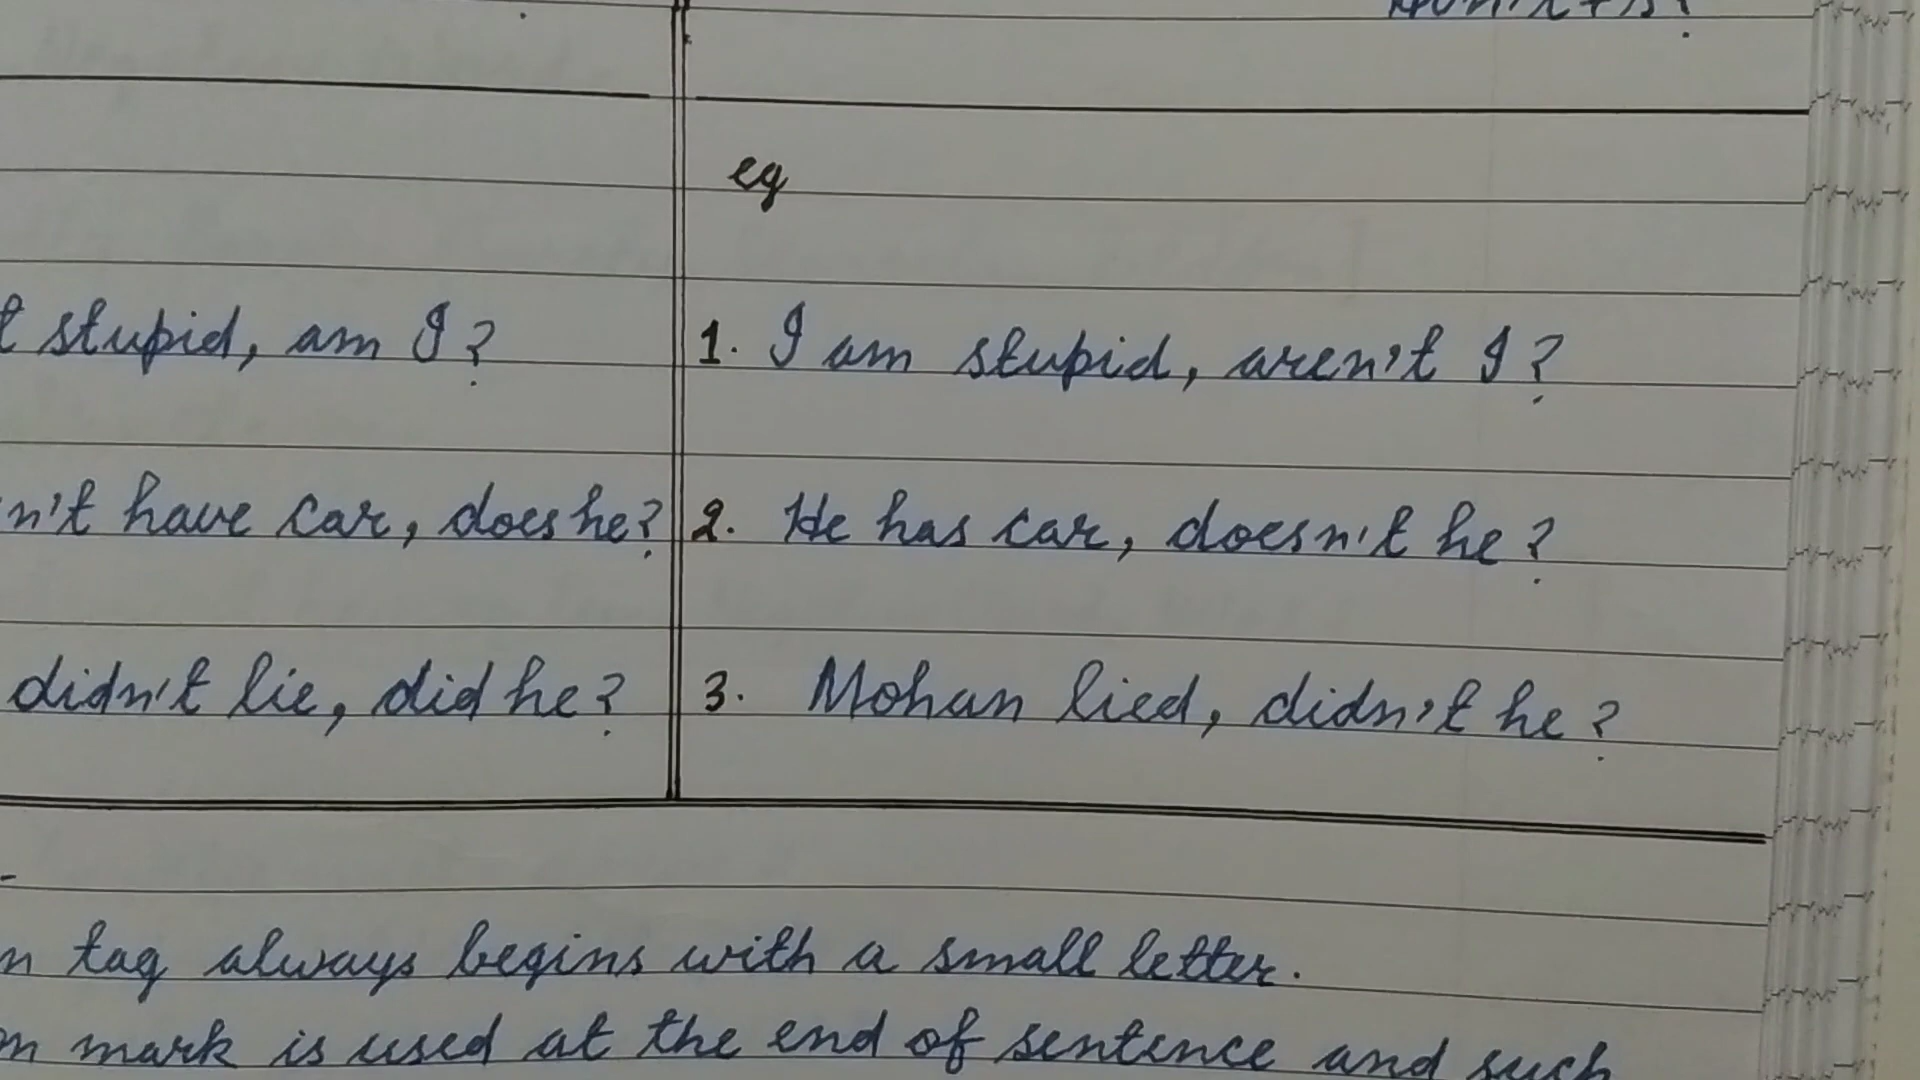 eg
stupid, am I? 1. I am stupid, aren't I?
n't have car, does he? 2. He has car, doesn't he?
didn't lie, did he? 3. Mohan lied, didn't he?
n tag always begins with a small letter.
on mark is used at the end of sentence and such